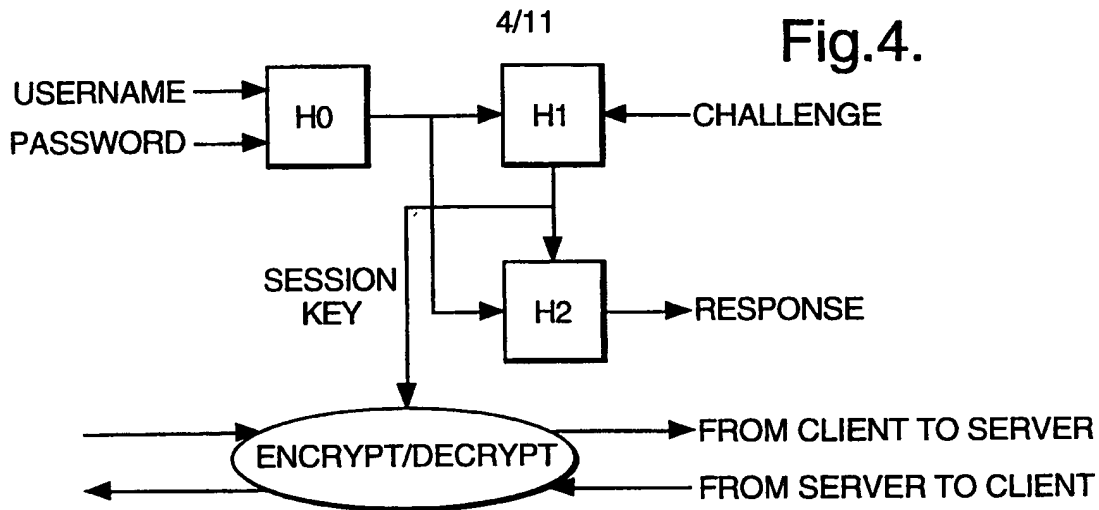 4/11
Fig.4.
USERNAME
PASSWORD
H0
H1
CHALLENGE
SESSION
KEY
H2
RESPONSE
ENCRYPT/DECRYPT
FROM CLIENT TO SERVER
FROM SERVER TO CLIENT